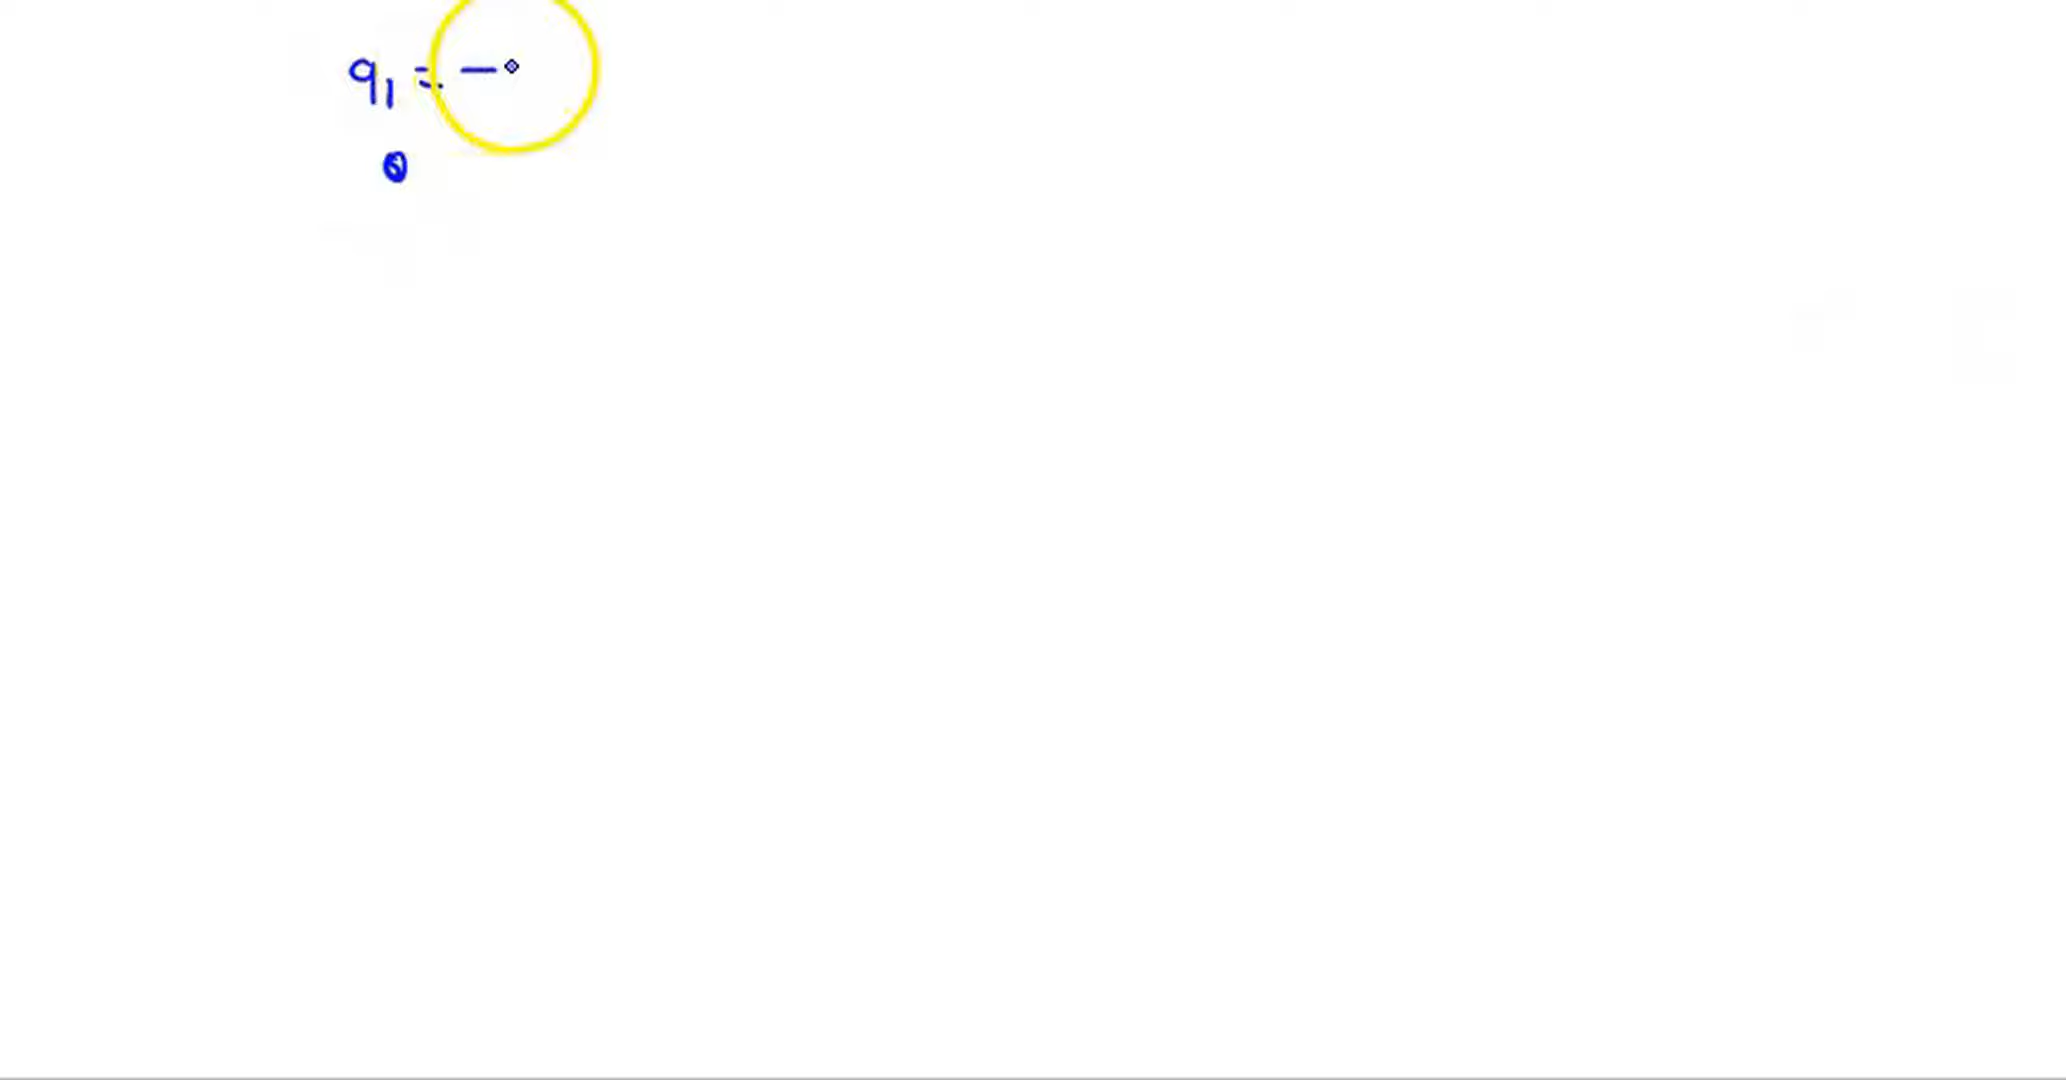 q₁ = −